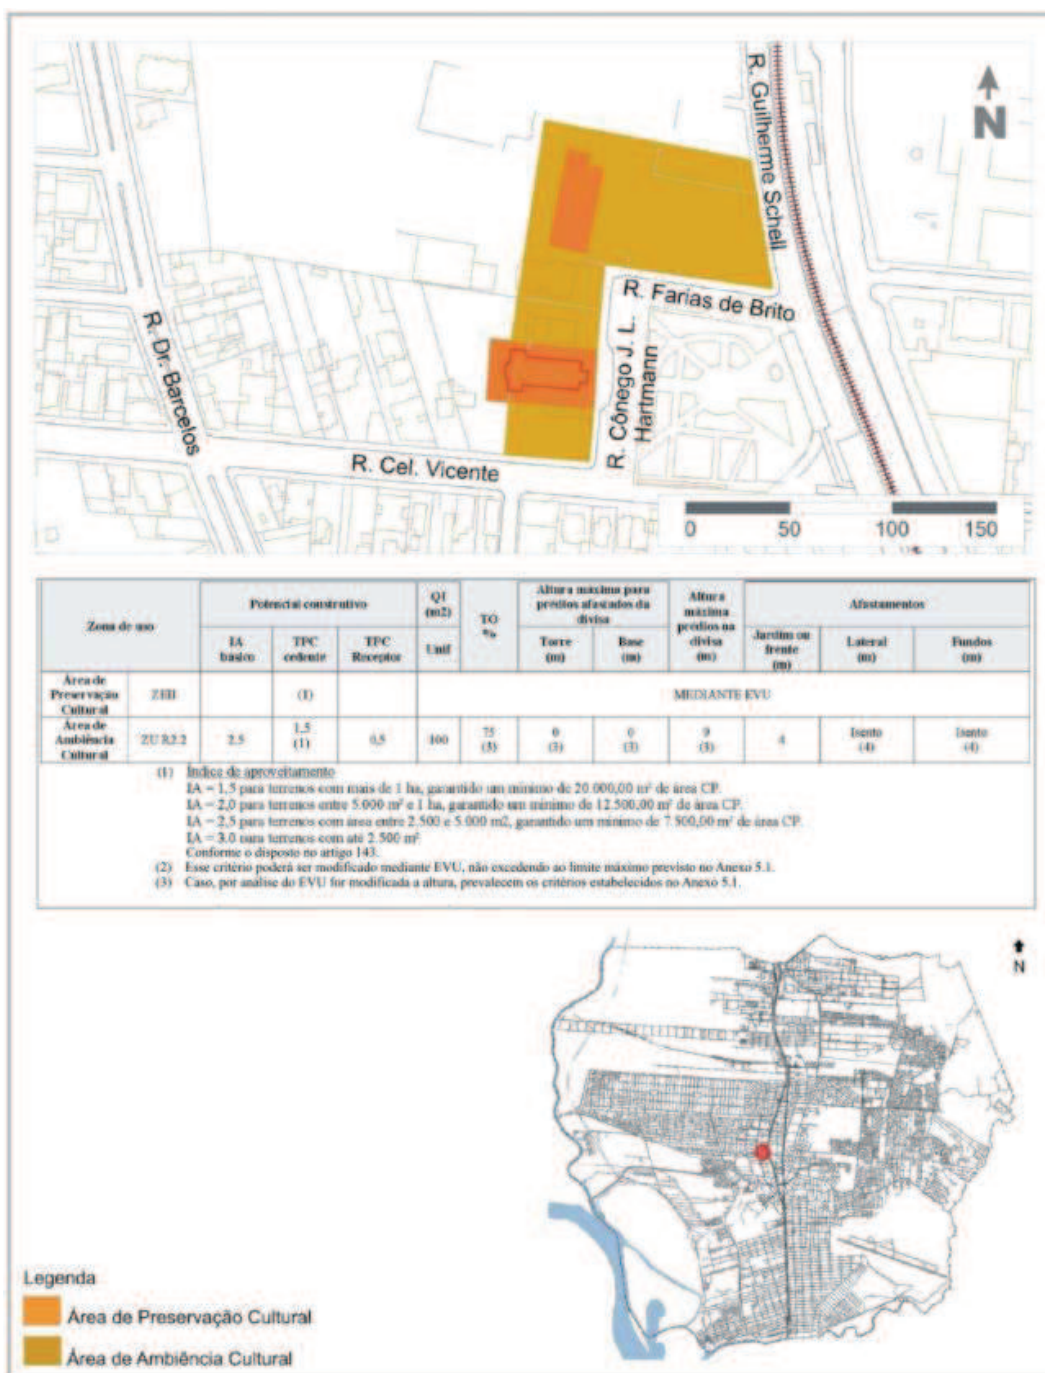 N
R. Guilherme Schell
R. Farias de Brito
R. Dr. Barcelos
R. Cônego J. L.
Hartmann
R. Cel. Vicente
0 50 100 150
Zona de uso
Potencial construtivo
QI
(m2)
TO
%
Altura máxima para
prédios afastados da
divisa
Altura
máxima
prédios na
divisa
(m)
Afastamentos
IA
básico
TPC
cedente
TPC
Receptor
Unif
Torre
(m)
Base
(m)
Jardim ou
frente
(m)
Lateral
(m)
Fundos
(m)
Área de
Preservação
Cultural
(1)
MEDIANTE EVU
Área de
Ambiência
Cultural
2,5
1,5
(1)
0,5
100
75
(3)
0
(3)
0
4
Isento
(4)
Isento
(4)
(1) Índice de aproveitamento
IA = 1,5 para terrenos com mais de 1 ha, garantido um mínimo de 20.000,00 m² de área CP.
IA = 2,0 para terrenos entre 5.000 m² e 1 ha, garantido um mínimo de 12.500,00 m² de área CP.
IA = 2,5 para terrenos com área entre 2.500 e 5.000 m2, garantido um mínimo de 7.500,00 m² de área CP.
IA = 3,0 para terrenos com até 2.500 m²
Conforme o disposto no artigo 143.
(2) Esse critério poderá ser modificado mediante EVU, não excedendo ao limite máximo previsto no Anexo 5.1.
(3) Caso, por análise do EVU for modificada a altura, prevalecem os critérios estabelecidos no Anexo 5.1.
N
Legenda
Área de Preservação Cultural
Área de Ambiência Cultural